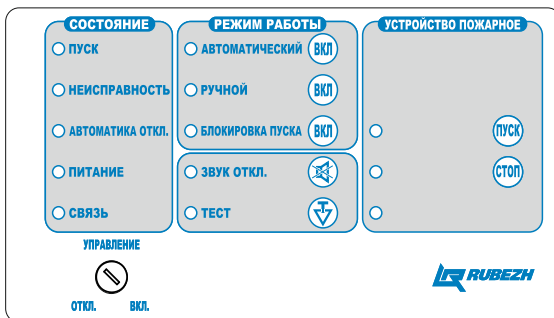 СОСТОЯНИЕ
ПУСК
НЕИСПРАВНОСТЬ
АВТОМАТИКА ОТКЛ.
ПИТАНИЕ
СВЯЗЬ
РЕЖИМ РАБОТЫ
АВТОМАТИЧЕСКИЙ ВКЛ
РУЧНОЙ ВКЛ
БЛОКИРОВКА ПУСКА ВКЛ
ЗВУК ОТКЛ.
ТЕСТ
УСТРОЙСТВО ПОЖАРНОЕ
ПУСК
СТОП
УПРАВЛЕНИЕ
ОТКЛ. ВКЛ.
RUBEZH